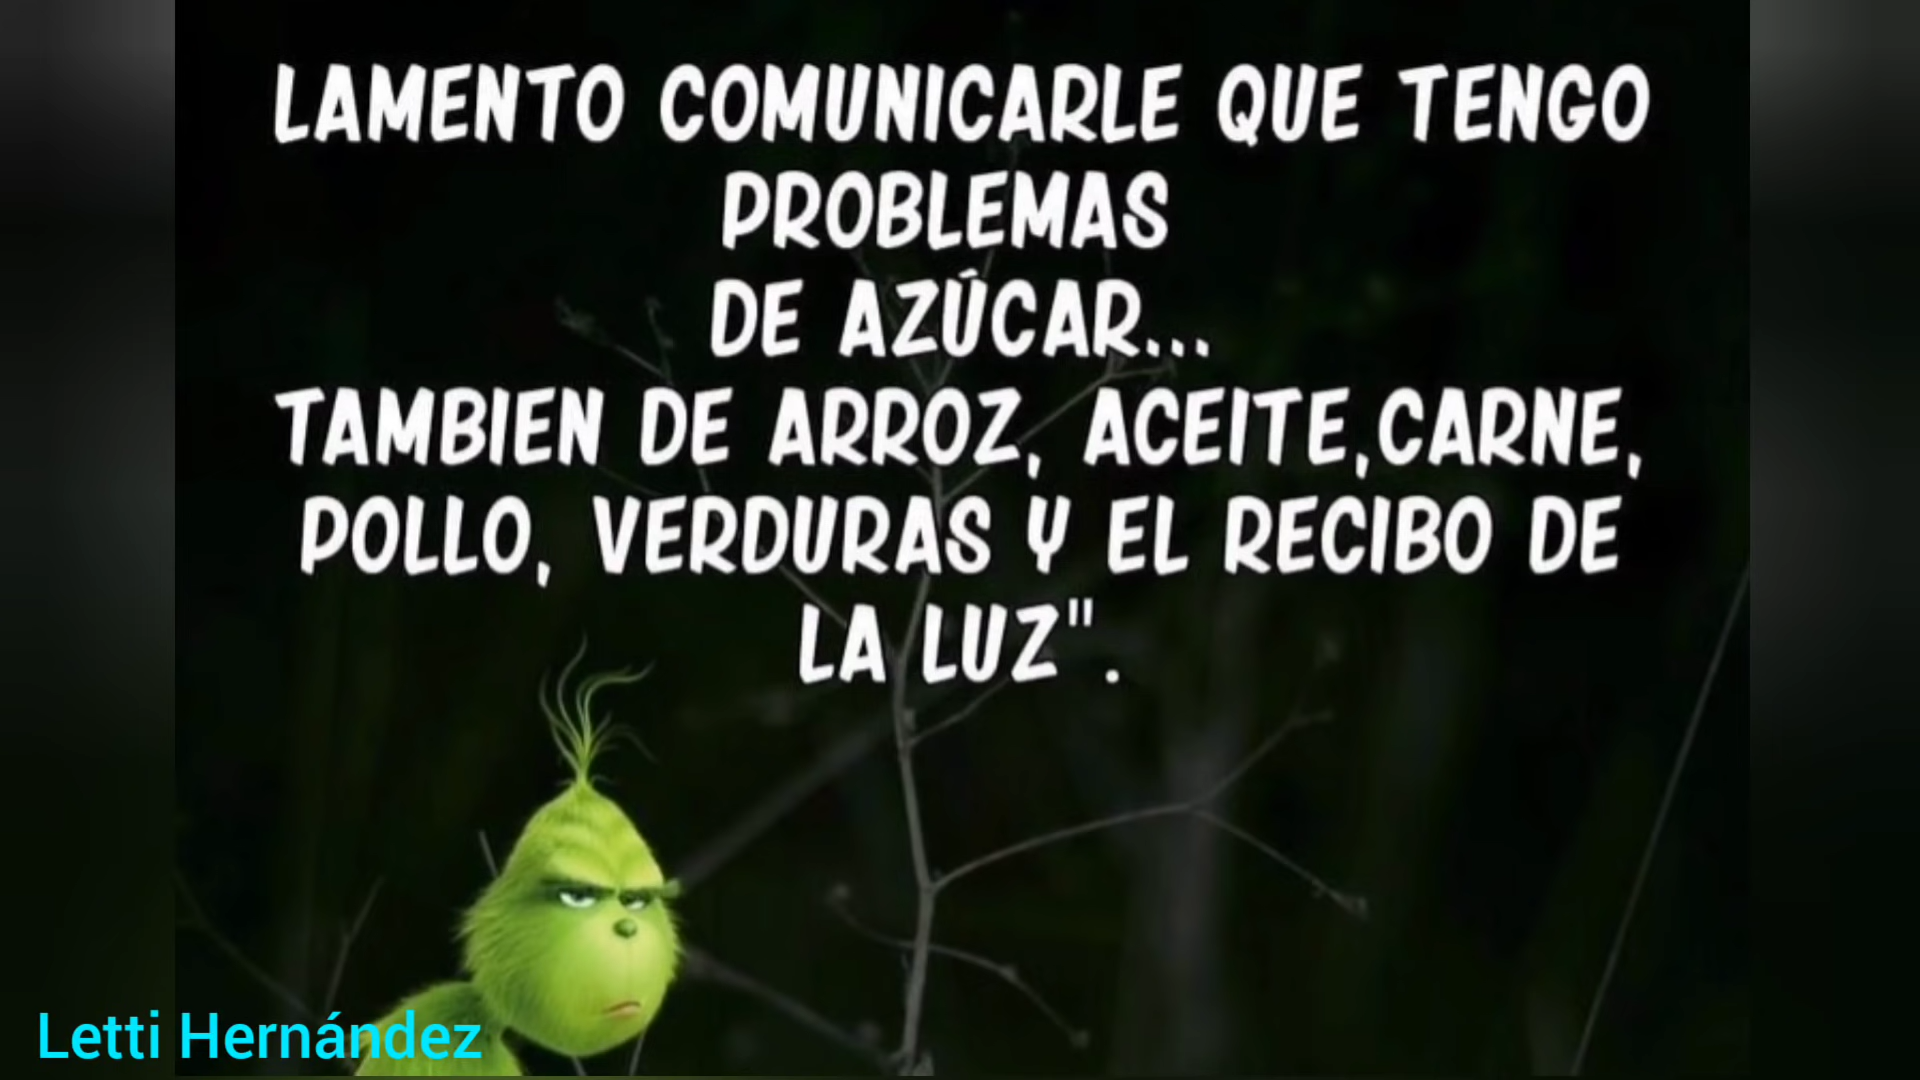 LAMENTO COMUNICARLE QUE TENGO
PROBLEMAS
DE AZÚCAR...
TAMBIEN DE ARROZ, ACEITE,CARNE,
POLLO, VERDURAS Y EL RECIBO DE
LA LUZ".
Letti Hernández